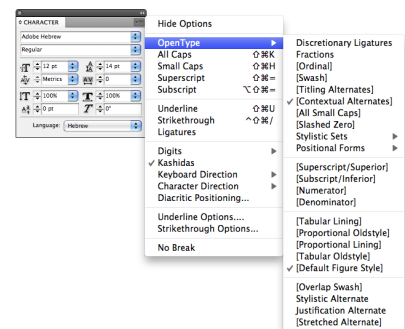 CHARACTER
Adobe Hebrew
Regular
12 pt
14 pt
Metrics
0
100%
100%
0 pt
0°
Language: Hebrew
Hide Options
OpenType
All Caps ⇧⌘K
Small Caps ⇧⌘H
Superscript ⇧⌘=
Subscript ⌥⇧⌘=
Underline ⇧⌘U
Strikethrough ^⇧⌘/
Ligatures
Digits
✓ Kashidas
Keyboard Direction
Character Direction
Diacritic Positioning...
Underline Options....
Strikethrough Options...
No Break
Discretionary Ligatures
Fractions
[Ordinal]
[Swash]
[Titling Alternates]
✓ [Contextual Alternates]
[All Small Caps]
[Slashed Zero]
Stylistic Sets
Positional Forms
[Superscript/Superior]
[Subscript/Inferior]
[Numerator]
[Denominator]
[Tabular Lining]
[Proportional Oldstyle]
[Proportional Lining]
[Tabular Oldstyle]
✓ [Default Figure Style]
[Overlap Swash]
Stylistic Alternate
Justification Alternate
[Stretched Alternate]